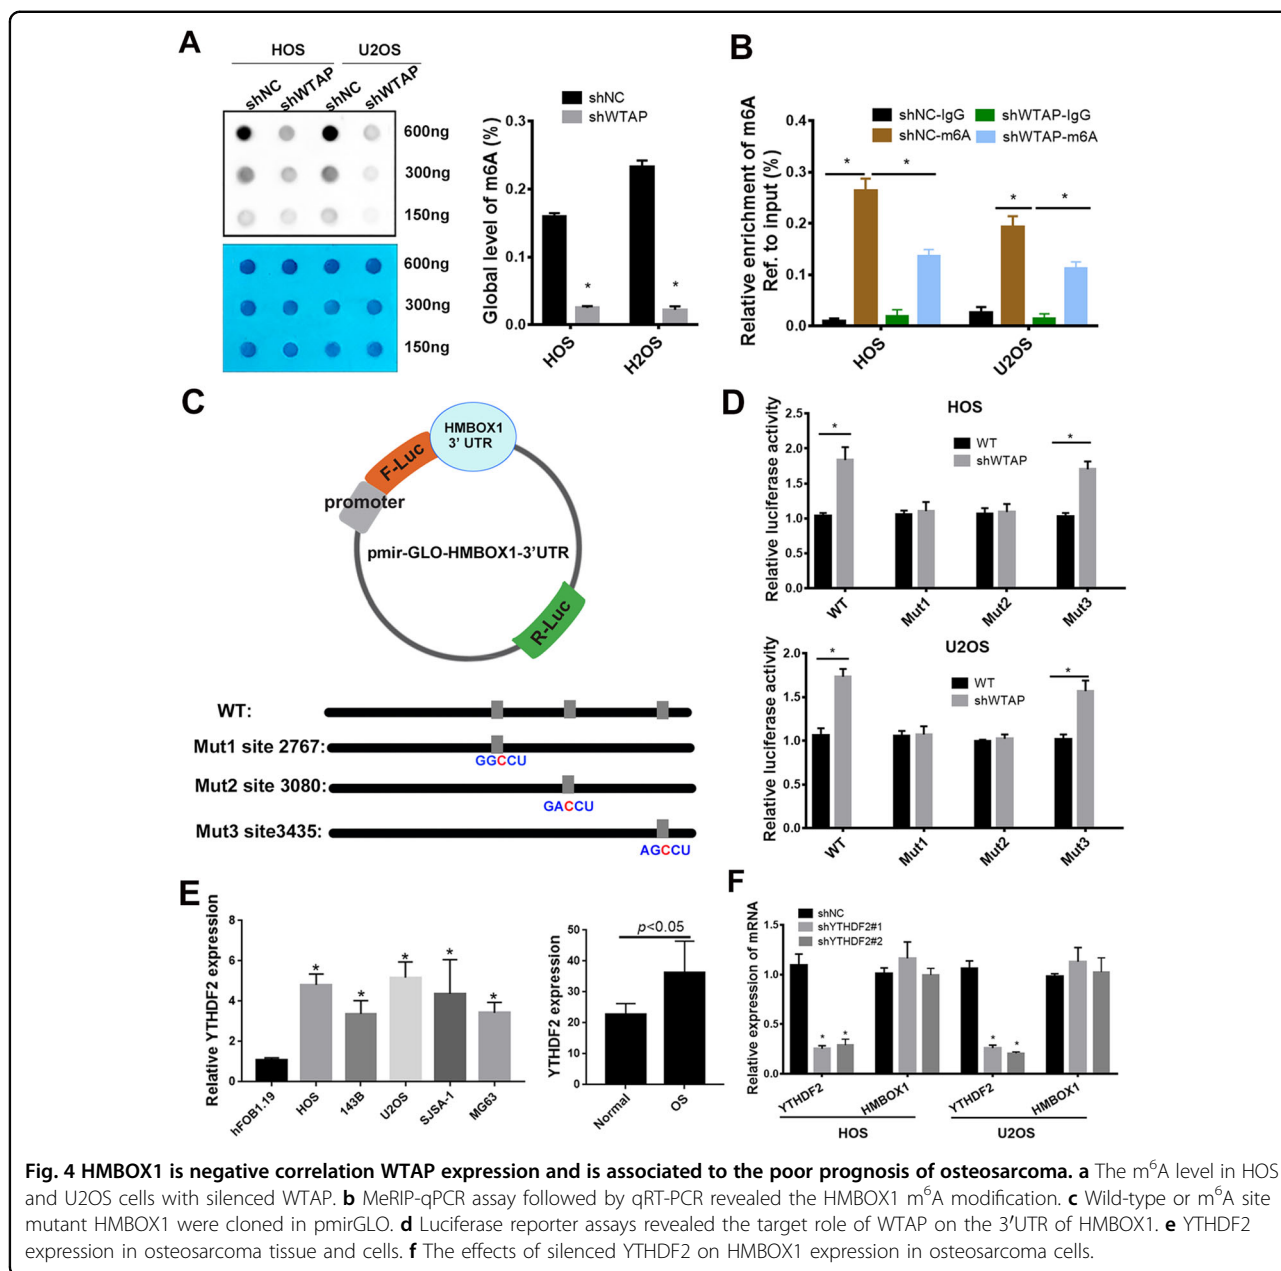 A
HOS
U2OS
shNC
shWTAP
shNC
shWTAP
600ng
300ng
150ng
600ng
300ng
150ng
shNC
shWTAP
Global level of m6A (%)
0.3
0.2
0.1
0.0
*
*
HOS
H2OS
B
shNC-IgG
shWTAP-IgG
shNC-m6A
shWTAP-m6A
Relative enrichment of m6A
Ref. to input (%)
0.4
0.3
0.2
0.1
0.0
*
*
*
*
HOS
U2OS
C
HMBOX1
3' UTR
F-Luc
promoter
pmir-GLO-HMBOX1-3'UTR
R-Luc
WT:
Mut1 site 2767:
GGCCU
Mut2 site 3080:
GACCU
Mut3 site3435:
AGCCU
D
HOS
WT
shWTAP
Relative luciferase activity
2.5
2.0
1.5
1.0
0.5
0.0
*
*
WT
Mut1
Mut2
Mut3
U2OS
WT
shWTAP
Relative luciferase activity
2.0
1.5
1.0
0.5
0.0
*
*
WT
Mut1
Mut2
Mut3
E
Relative YTHDF2 expression
8
6
4
2
0
*
*
*
*
*
hFOB1.19
HOS
143B
U2OS
SJSA-1
MG63
YTHDF2 expression
50
40
30
20
10
0
p<0.05
Normal
OS
F
shNC
shYTHDF2#1
shYTHDF2#2
Relative expression of mRNA
1.5
1.0
0.5
0.0
*
*
*
*
YTHDF2
HMBOX1
YTHDF2
HMBOX1
HOS
U2OS
Fig. 4 HMBOX1 is negative correlation WTAP expression and is associated to the poor prognosis of osteosarcoma. a The m⁶A level in HOS
and U2OS cells with silenced WTAP. b MeRIP-qPCR assay followed by qRT-PCR revealed the HMBOX1 m⁶A modification. c Wild-type or m⁶A site
mutant HMBOX1 were cloned in pmirGLO. d Luciferase reporter assays revealed the target role of WTAP on the 3′UTR of HMBOX1. e YTHDF2
expression in osteosarcoma tissue and cells. f The effects of silenced YTHDF2 on HMBOX1 expression in osteosarcoma cells.